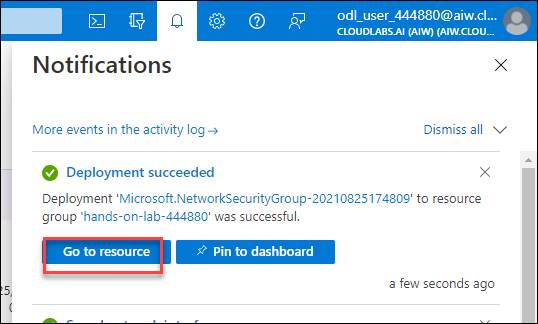 odl_user_444880@aiw.cl...
CLOUDLABS.AI (AIW) (AIW.CLOU...
Notifications
More events in the activity log →
Dismiss all
Deployment succeeded
Deployment 'Microsoft.NetworkSecurityGroup-20210825174809' to resource
group 'hands-on-lab-444880' was successful.
Go to resource
Pin to dashboard
a few seconds ago
25,